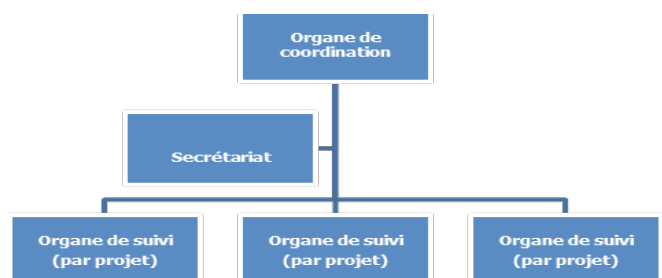 Organe de
coordination
Secrétariat
Organe de suivi
(par projet)
Organe de suivi
(par projet)
Organe de suivi
(par projet)